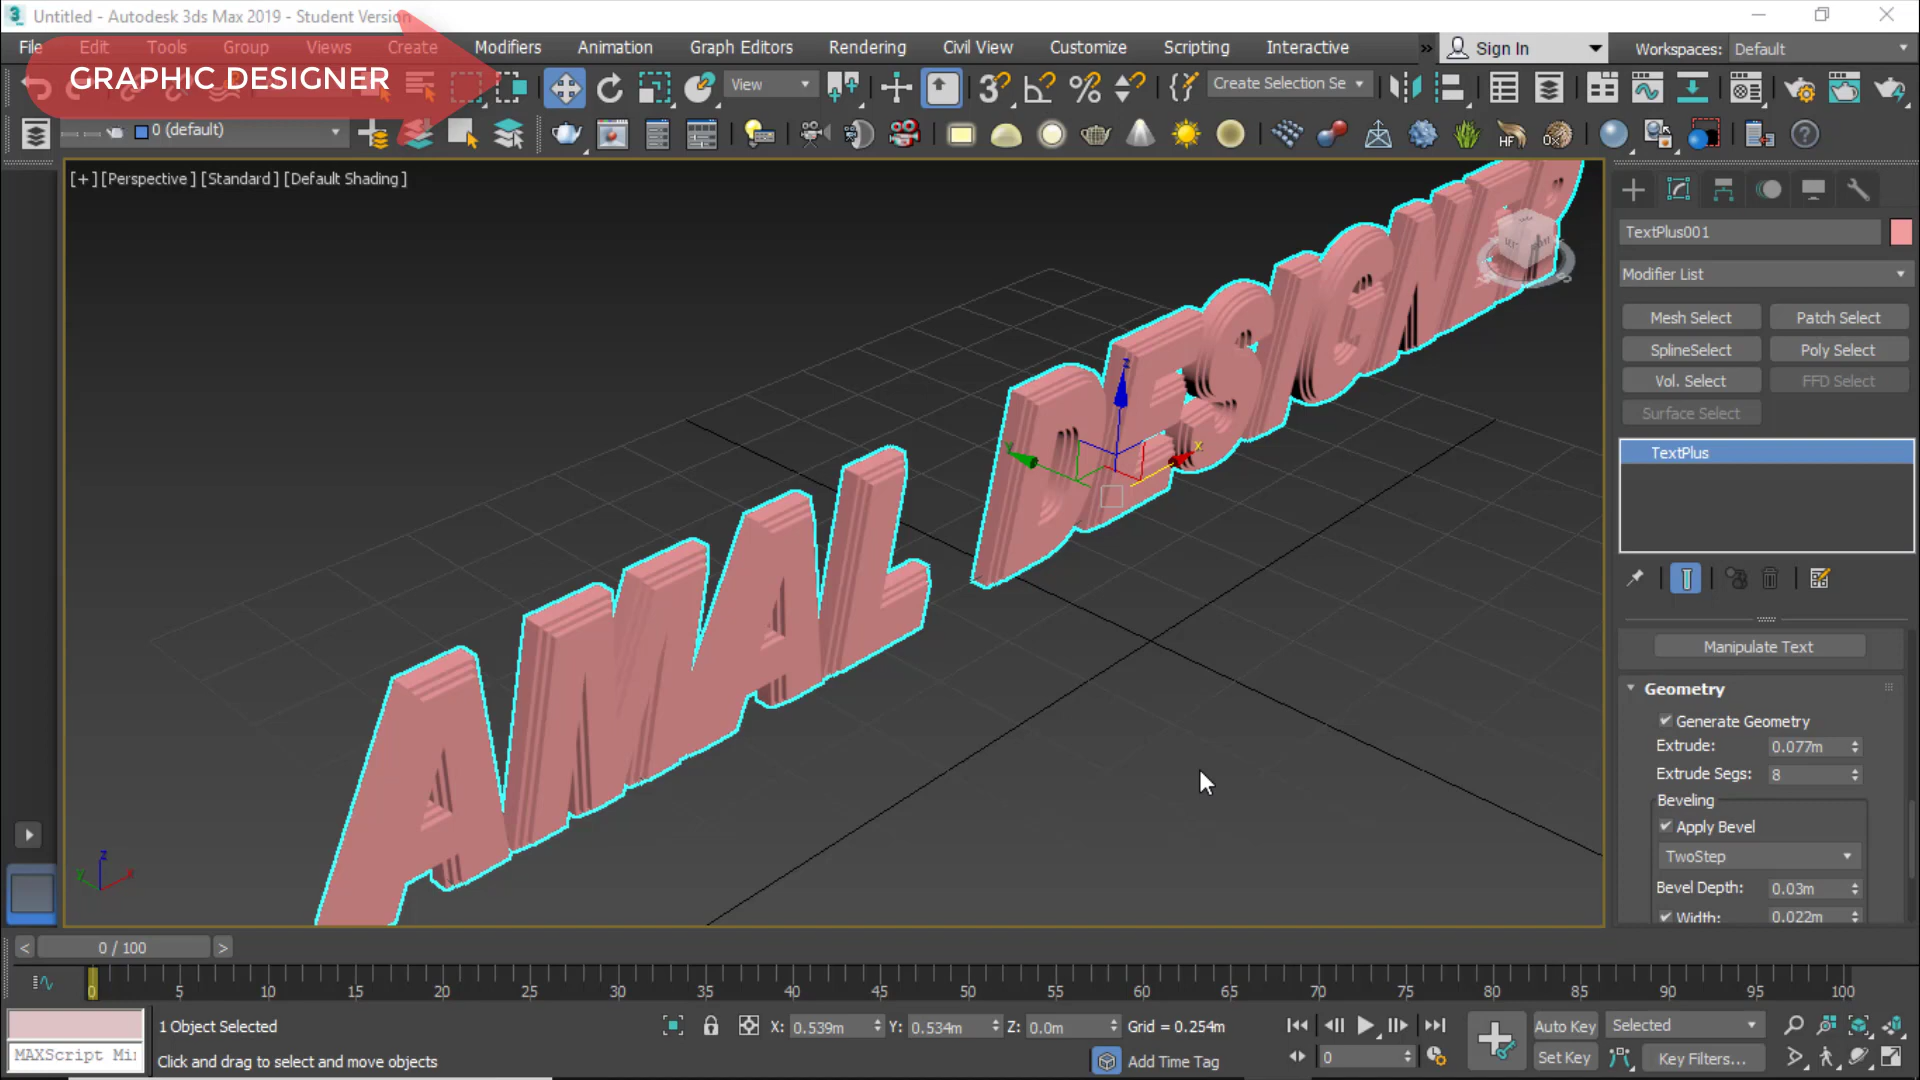 Untitled - Autodesk 3ds Max 2019 - Student Version
File Edit Tools Group Views Create Modifiers Animation Graph Editors Rendering Civil View Customize Scripting Interactive » Sign In Workspaces: Default
GRAPHIC DESIGNER
View
Create Selection Se
0 (default)
[+] [Perspective] [Standard] [Default Shading]
TextPlus001
Modifier List
Mesh Select Patch Select
SplineSelect Poly Select
Vol. Select FFD Select
Surface Select
TextPlus
AMAL DESIGNER
Manipulate Text
Geometry
Generate Geometry
Extrude: 0.077m
Extrude Segs: 8
Beveling
Apply Bevel
TwoStep
Bevel Depth: 0.03m
Width: 0.022m
< 0 / 100 >
0 5 10 15 20 25 30 35 40 45 50 55 60 65 70 75 80 85 90 95 100
1 Object Selected
X: 0.539m Y: 0.534m Z: 0.0m Grid = 0.254m
Auto Key Selected
MAXScript Mi
Click and drag to select and move objects
Add Time Tag
0
Set Key Key Filters...